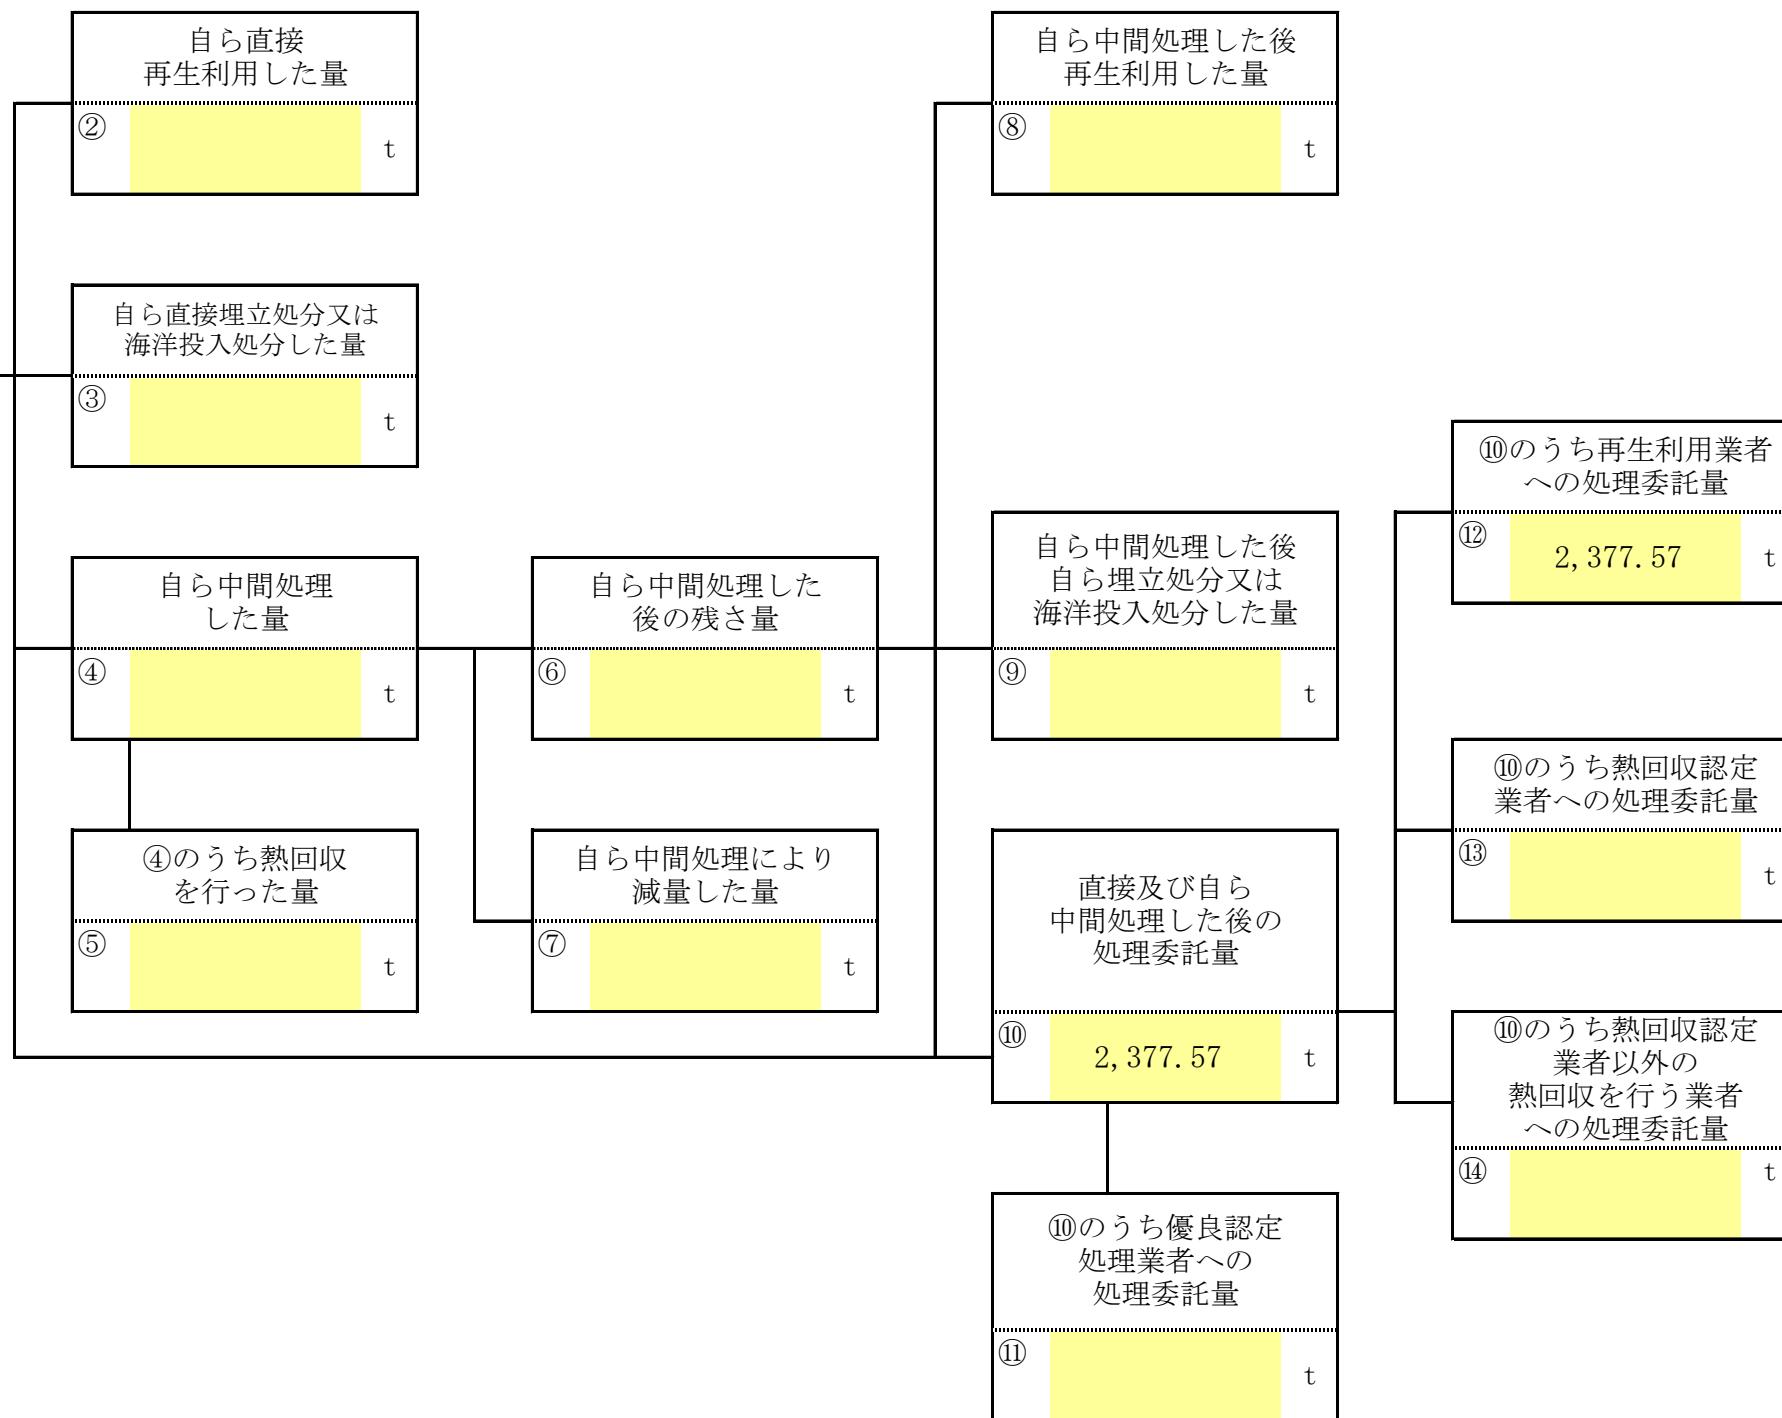 自ら直接
再生利用した量
②
t
自ら中間処理した後
再生利用した量
⑧
t
自ら直接埋立処分又は
海洋投入処分した量
③
t
⑩のうち再生利用業者
への処理委託量
⑫
2,377.57
t
自ら中間処理
した量
④
t
自ら中間処理した
後の残さ量
⑥
t
自ら中間処理した後
自ら埋立処分又は
海洋投入処分した量
⑨
t
⑩のうち熱回収認定
業者への処理委託量
⑬
t
④のうち熱回収
を行った量
⑤
t
自ら中間処理により
減量した量
⑦
t
直接及び自ら
中間処理した後の
処理委託量
⑩
2,377.57
t
⑩のうち熱回収認定
業者以外の
熱回収を行う業者
への処理委託量
⑭
t
⑩のうち優良認定
処理業者への
処理委託量
⑪
t